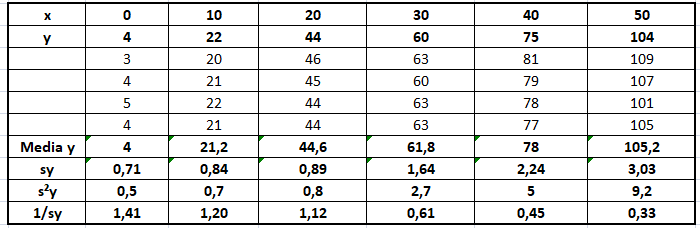 x 0 10 20 30 40 50
y 4 22 44 60 75 104
3 20 46 63 81 109
4 21 45 60 79 107
5 22 44 63 78 101
4 21 44 63 77 105
Media y 4 21,2 44,6 61,8 78 105,2
sy 0,71 0,84 0,89 1,64 2,24 3,03
s²y 0,5 0,7 0,8 2,7 5 9,2
1/sy 1,41 1,20 1,12 0,61 0,45 0,33